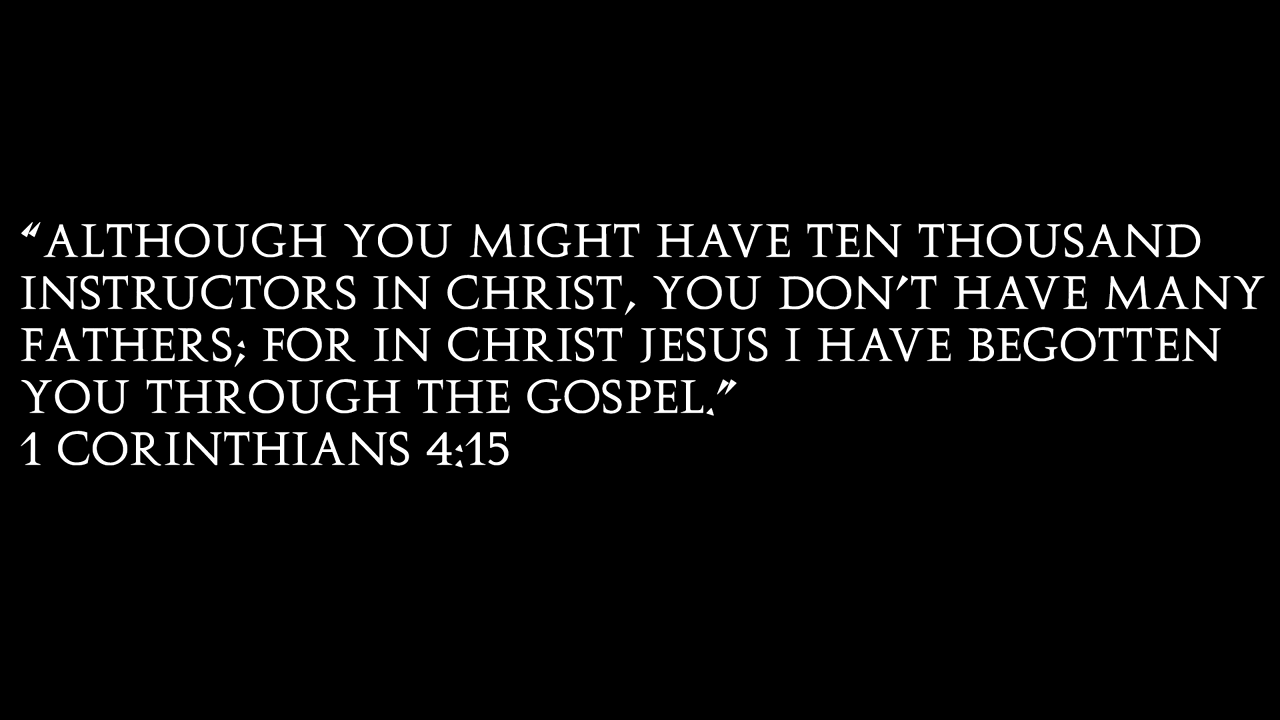 “ALTHOUGH YOU MIGHT HAVE TEN THOUSAND
INSTRUCTORS IN CHRIST, YOU DON’T HAVE MANY
FATHERS; FOR IN CHRIST JESUS I HAVE BEGOTTEN
YOU THROUGH THE GOSPEL.”
1 CORINTHIANS 4:15